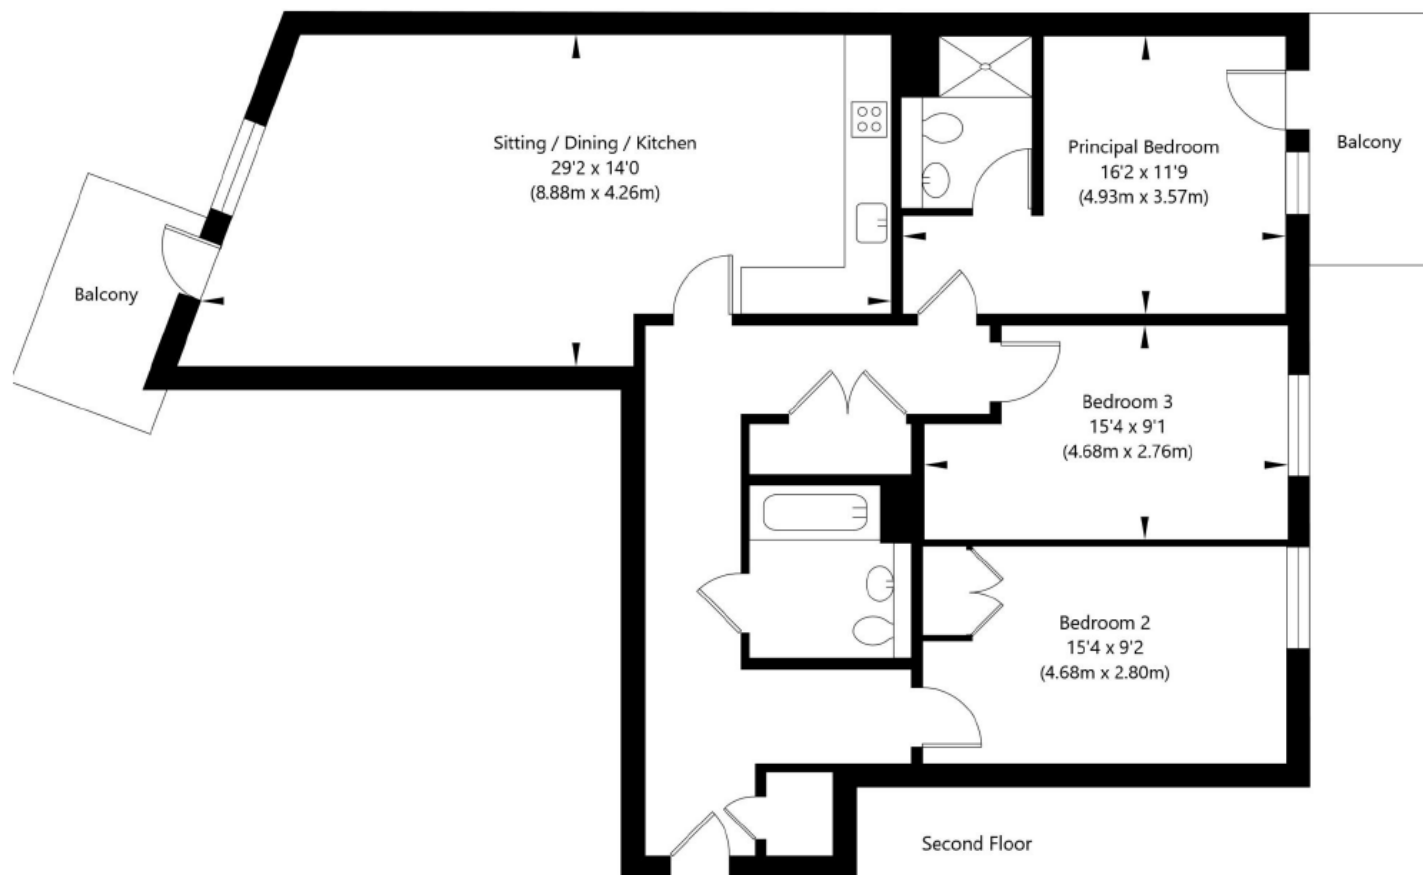 Sitting / Dining / Kitchen
29'2 x 14'0
(8.88m x 4.26m)
Principal Bedroom
16'2 x 11'9
(4.93m x 3.57m)
Balcony
Balcony
Bedroom 3
15'4 x 9'1
(4.68m x 2.76m)
Bedroom 2
15'4 x 9'2
(4.68m x 2.80m)
Second Floor